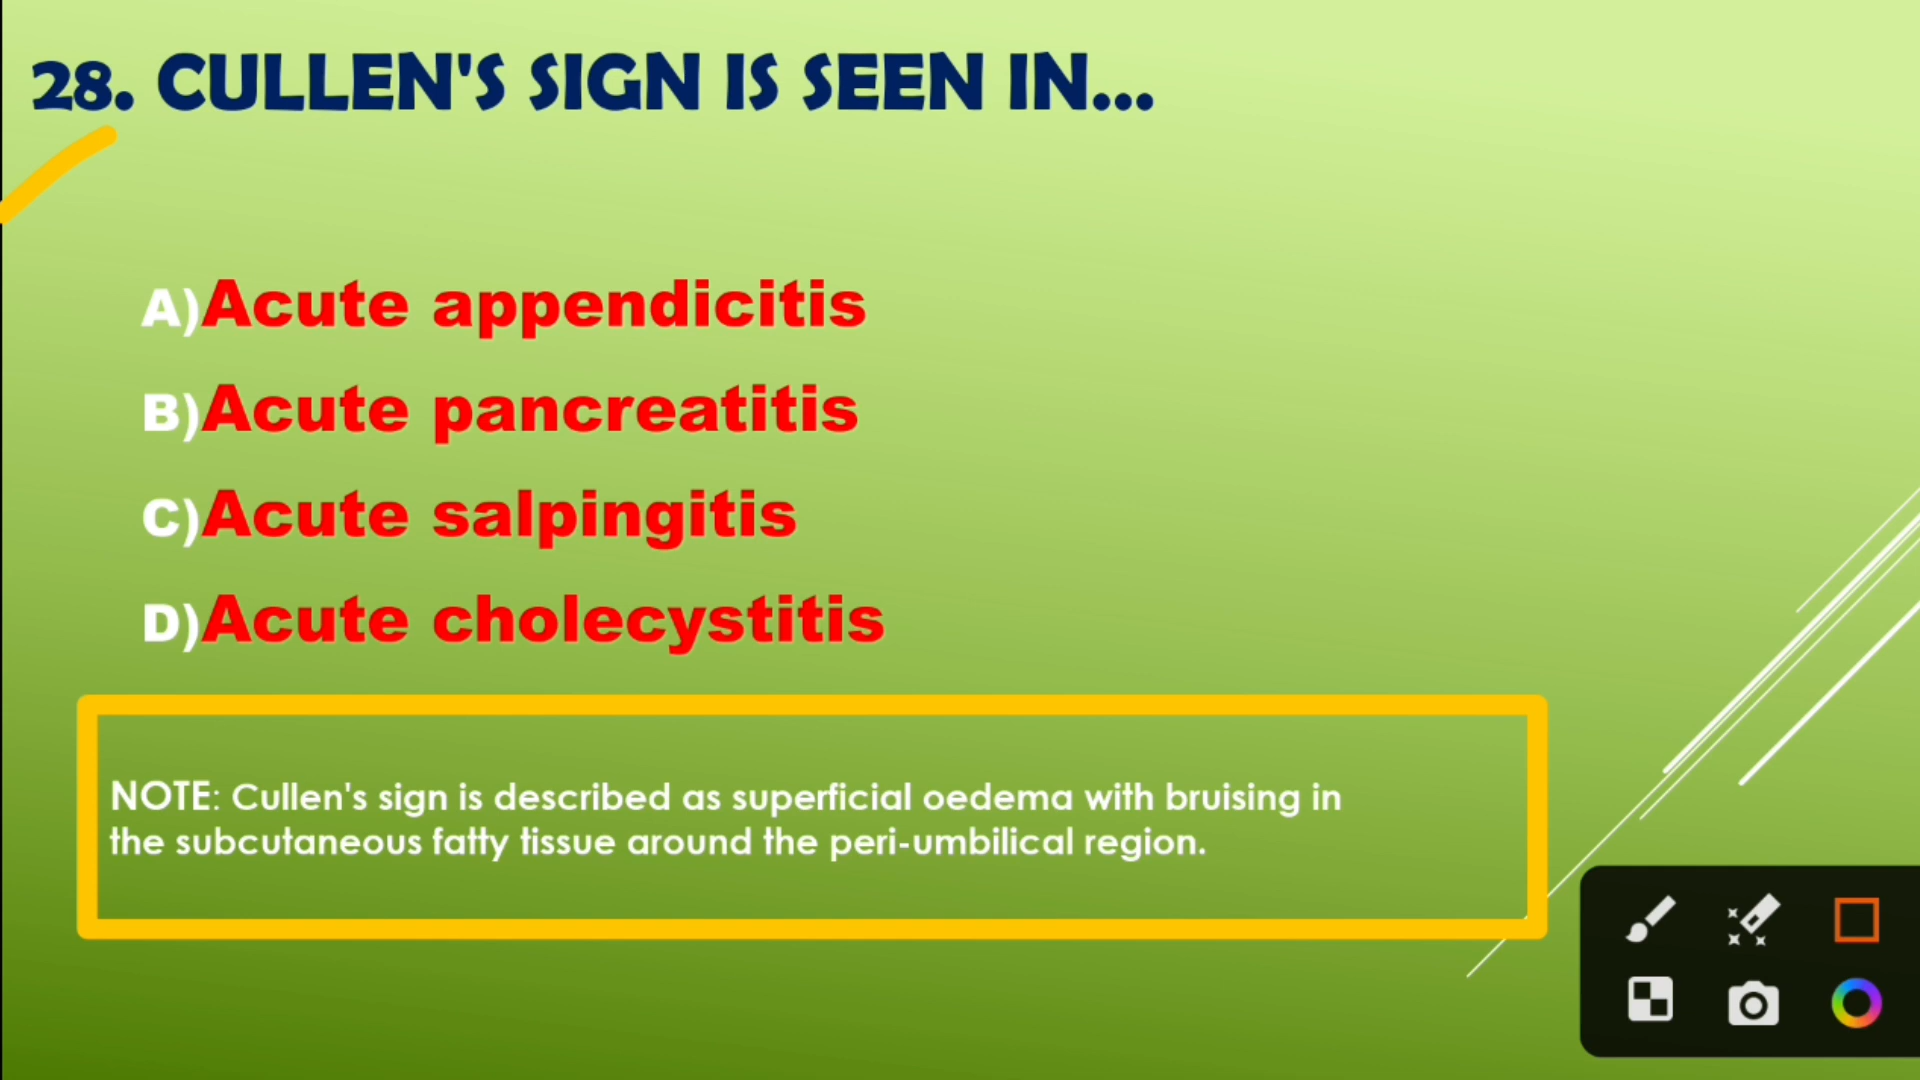 28. CULLEN'S SIGN IS SEEN IN...
A)Acute appendicitis
B)Acute pancreatitis
C)Acute salpingitis
D)Acute cholecystitis
NOTE: Cullen's sign is described as superficial oedema with bruising in
the subcutaneous fatty tissue around the peri-umbilical region.